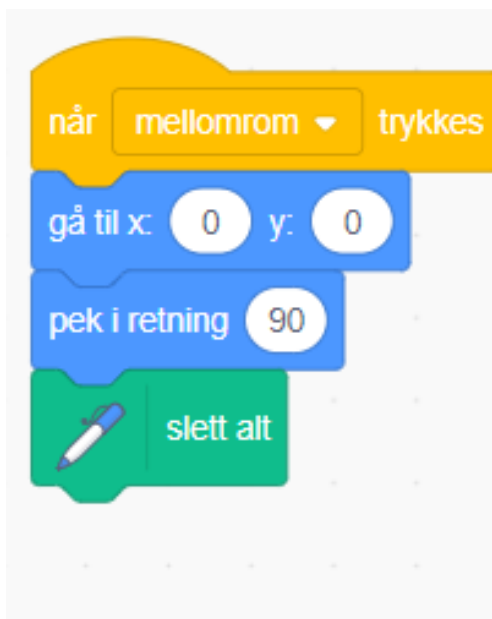 når mellomrom trykkes
gå til x: 0 y: 0
pek i retning 90
slett alt